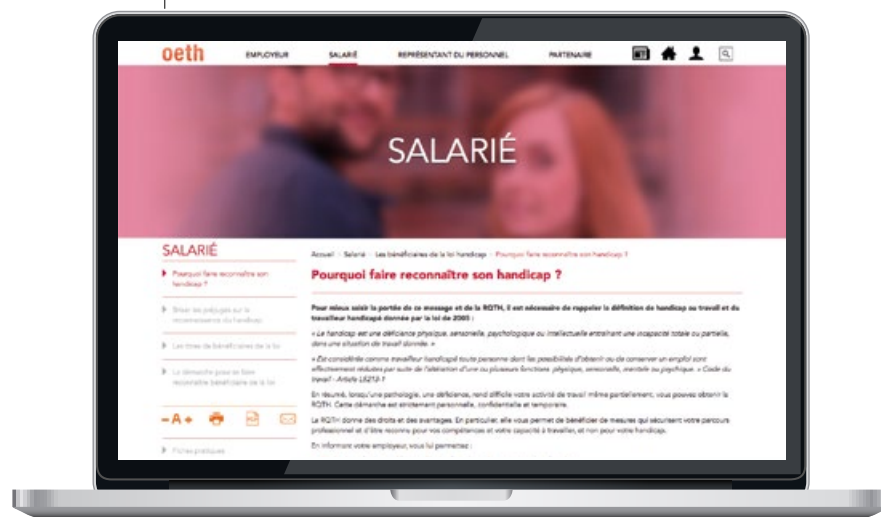 oeth
EMPLOYEUR SALARIÉ REPRÉSENTANT DU PERSONNEL PARTENAIRE
SALARIÉ
SALARIÉ
Pourquoi faire reconnaître son
handicap ?
Briser les préjugés sur la
reconnaissance du handicap
Les titres de bénéficiaires de la loi
La démarche pour se faire
reconnaître bénéficiaire de la loi
- A +
PDF
Fiches pratiques
Accueil > Salarié > Les bénéficiaires de la loi handicap > Pourquoi faire reconnaître son handicap ?
Pourquoi faire reconnaître son handicap ?
Pour mieux saisir la portée de ce message et de la RQTH, il est nécessaire de rappeler la définition de handicap au travail et du
travailleur handicapé donnée par la loi de 2005 :
« Le handicap est une déficience physique, sensorielle, psychologique ou intellectuelle entraînant une incapacité totale ou partielle,
dans une situation de travail donnée. »
« Est considérée comme travailleur handicapé toute personne dont les possibilités d'obtenir ou de conserver un emploi sont
effectivement réduites par suite de l'altération d'une ou plusieurs fonctions physique, sensorielle, mentale ou psychique. » Code du
travail - Article L5213-1
En résumé, lorsqu'une pathologie, une déficience, rend difficile votre activité de travail même partiellement, vous pouvez obtenir la
RQTH. Cette démarche est strictement personnelle, confidentielle et temporaire.
La RQTH donne des droits et des avantages. En particulier, elle vous permet de bénéficier de mesures qui sécurisent votre parcours
professionnel et d'être reconnu pour vos compétences et votre capacité à travailler, et non pour votre handicap.
En informant votre employeur, vous lui permettez :